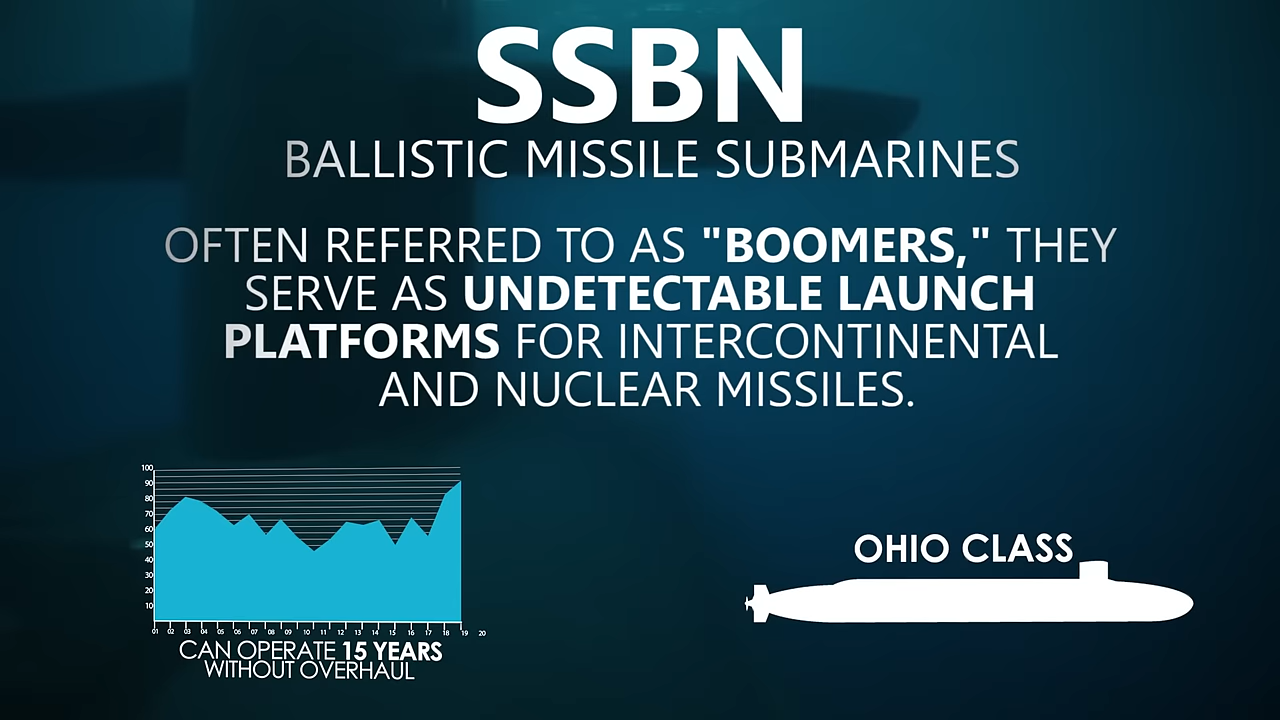 SSBN
BALLISTIC MISSILE SUBMARINES
OFTEN REFERRED TO AS "BOOMERS," THEY
SERVE AS UNDETECTABLE LAUNCH
PLATFORMS FOR INTERCONTINENTAL
AND NUCLEAR MISSILES.
100
90
80
70
60
50
40
30
20
10
01 02 03 04 05 06 07 08 09 10 11 12 13 14 15 16 17 18 19 20
CAN OPERATE 15 YEARS
WITHOUT OVERHAUL
OHIO CLASS